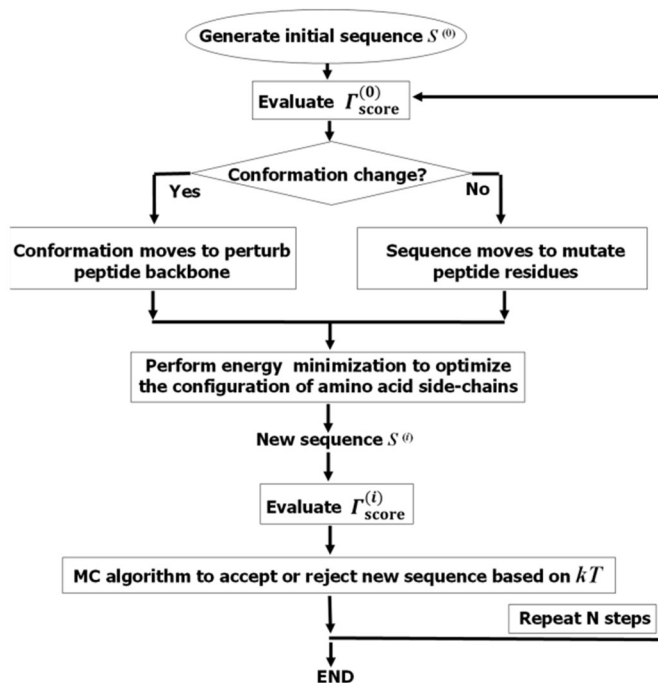 Generate initial sequence S⁽⁰⁾
Evaluate Γ_score^(0)
Conformation change?
Yes
No
Conformation moves to perturb
peptide backbone
Sequence moves to mutate
peptide residues
Perform energy minimization to optimize
the configuration of amino acid side-chains
New sequence S⁽ⁱ⁾
Evaluate Γ_score^(i)
MC algorithm to accept or reject new sequence based on kT
Repeat N steps
END